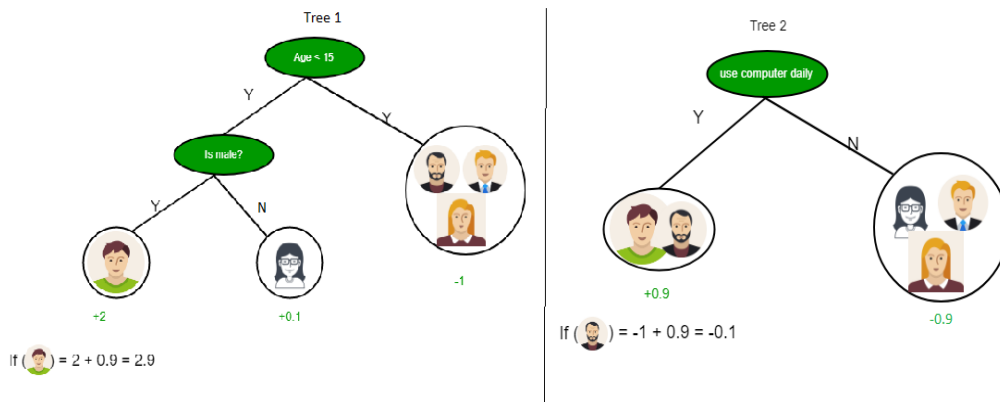 Tree 1
Age < 15
Y
Y
Is male?
Y
N
+2
+0.1
-1
If ( ) = 2 + 0.9 = 2.9
Tree 2
use computer daily
Y
N
+0.9
-0.9
If ( ) = -1 + 0.9 = -0.1